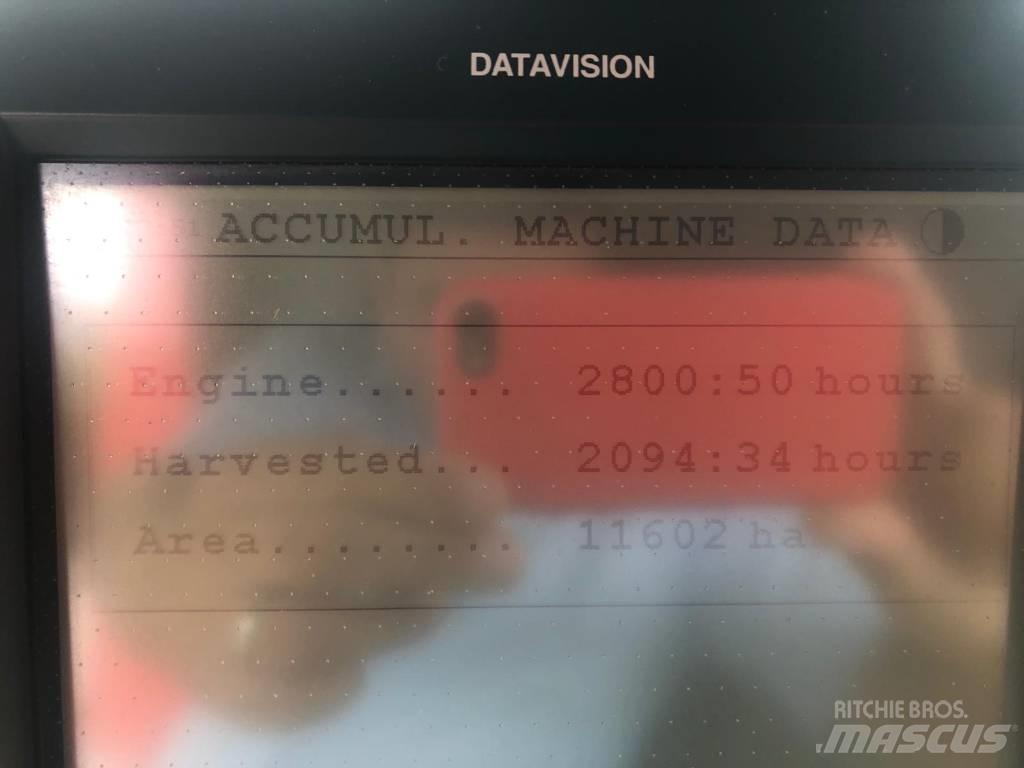 DATAVISION
ACCUMUL. MACHINE DATA
Engine...... 2800:50 hours
Harvested... 2094:34 hours
Area........ 11602 ha
RITCHIE BROS.
MASCUS